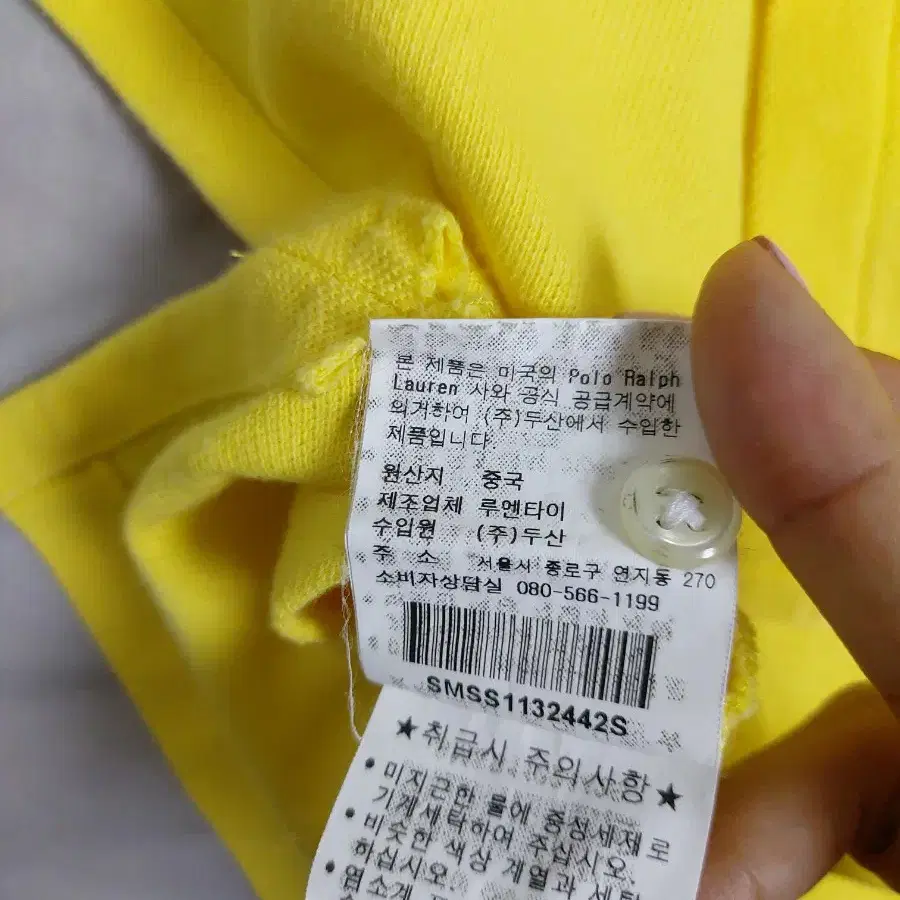 본 제품은 미국의 Polo Ralph
Lauren 사와 공식 공급계약에
의거하여 (주)두산에서 수입한
제품입니다.
원산지 중국
제조업체 루엔타이
수입원 (주)두산
주 소 서울시 종로구 연지동 270
소비자상담실 080-566-1199
SMSS1132442S
★취급시 주의사항★
• 미지근한 물에 중성세제로
기계세탁하여 주십시오.
• 비슷한 색상 계열과 세탁
하십시오.
• 염소계